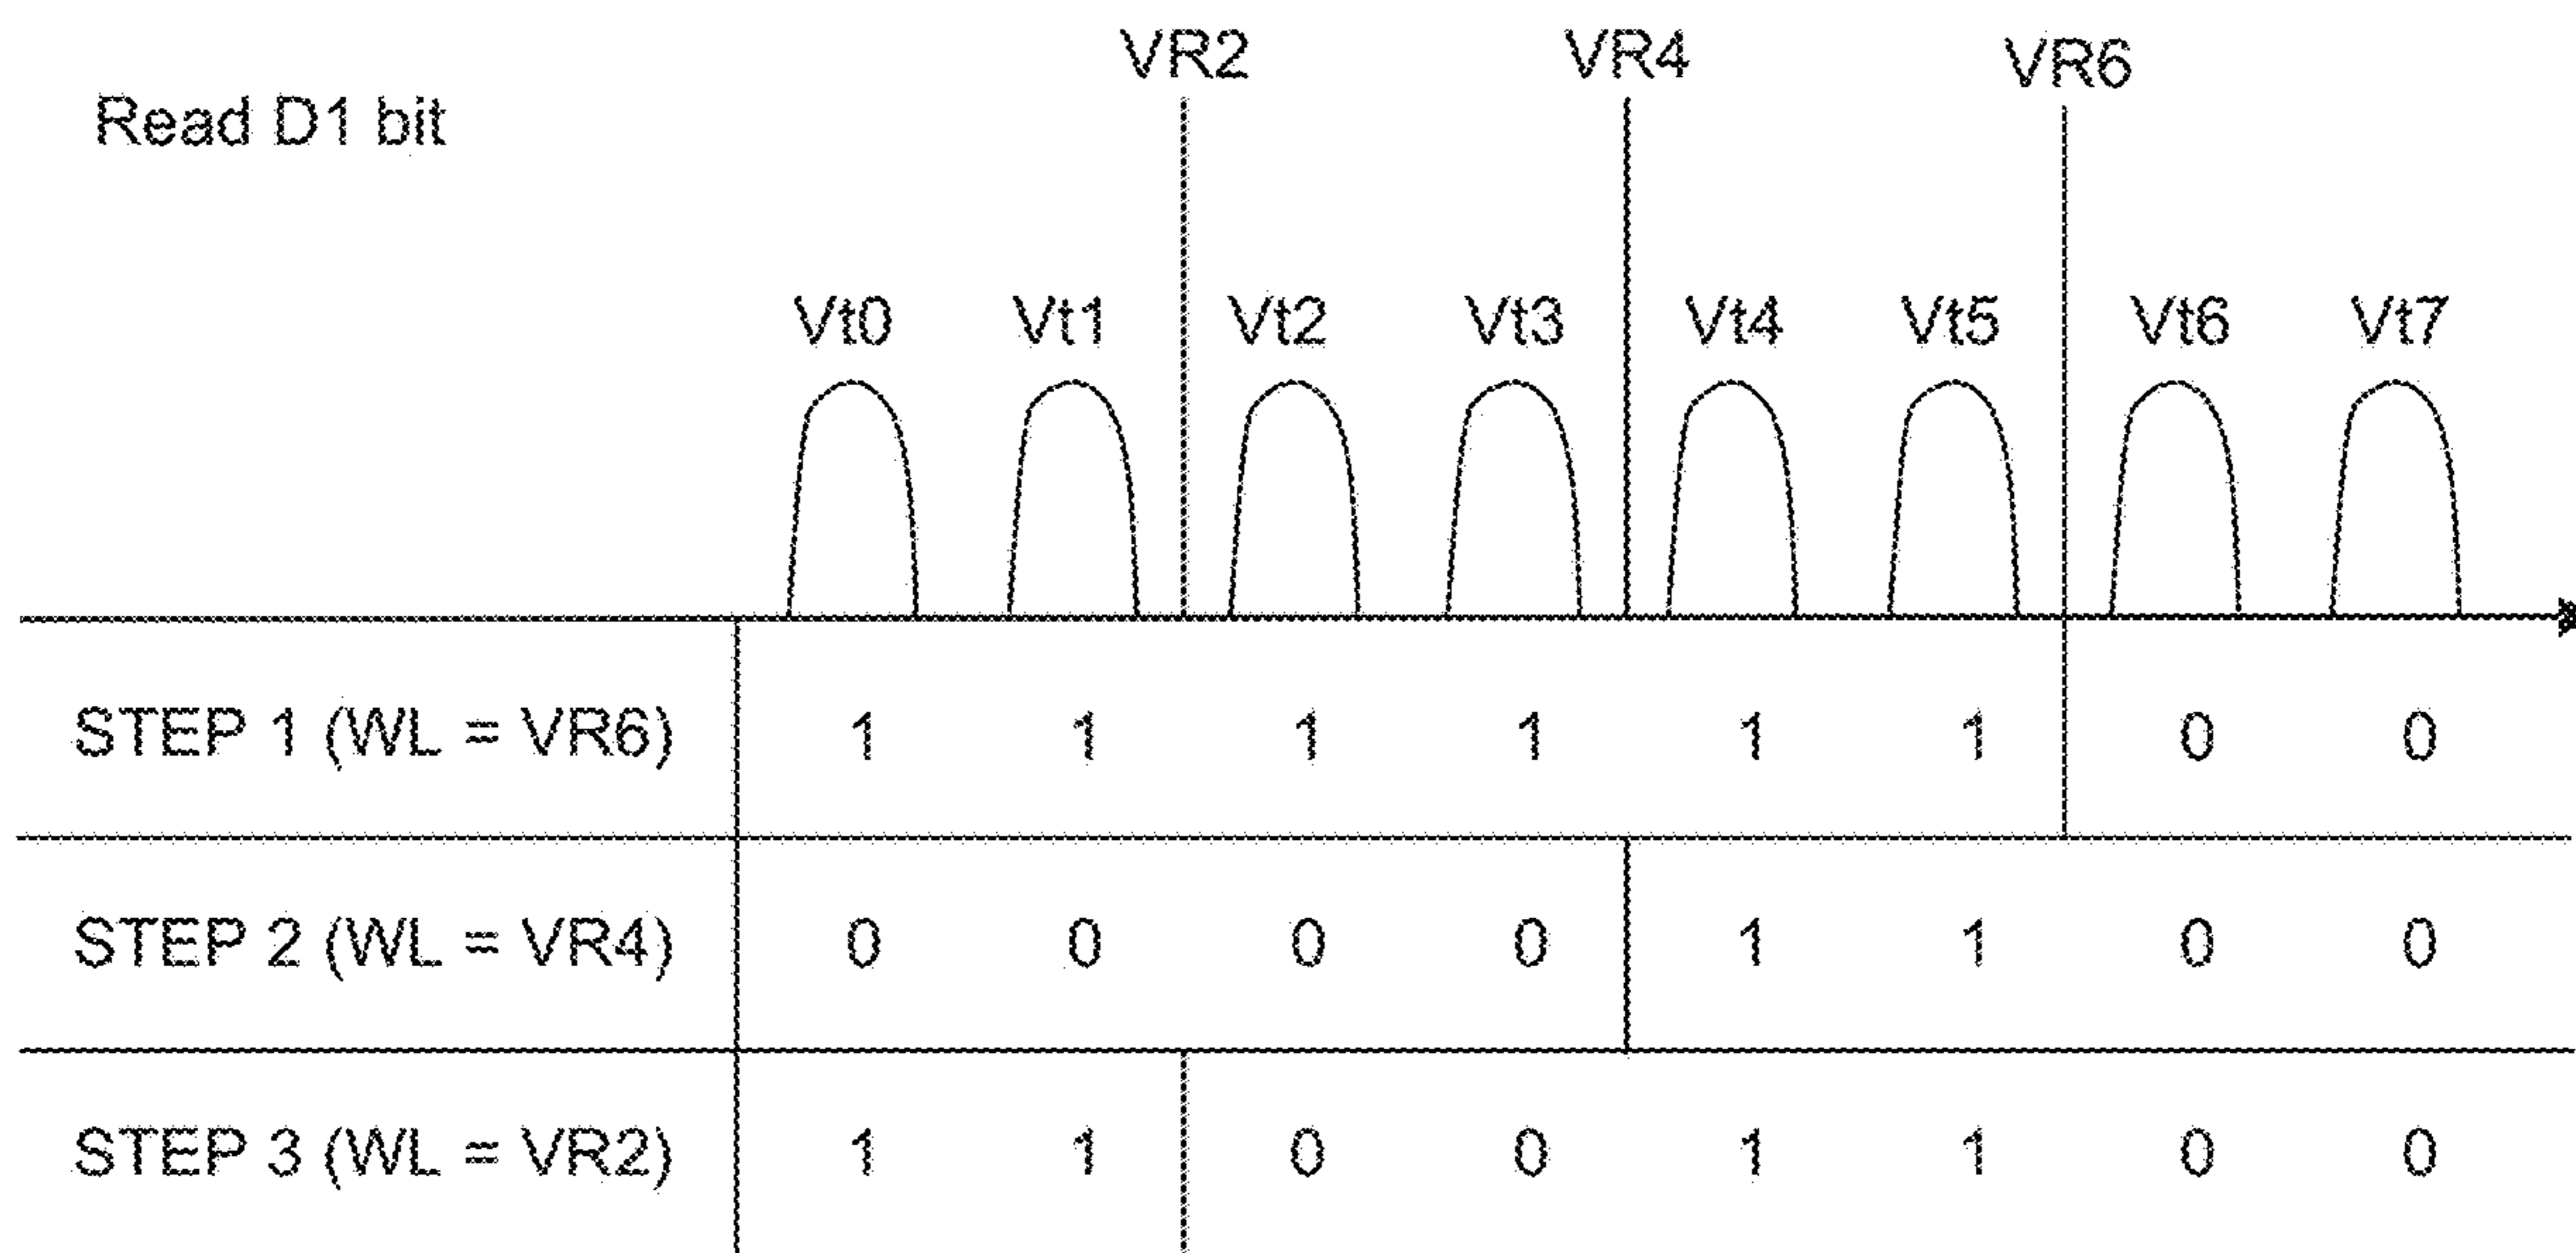 VR2 VR4 VR6
Read D1 bit
Vt0 Vt1 Vt2 Vt3 Vt4 Vt5 Vt6 Vt7
STEP 1 (WL = VR6) 1 1 1 1 1 1 0 0
STEP 2 (WL = VR4) 0 0 0 0 1 1 0 0
STEP 3 (WL = VR2) 1 1 0 0 1 1 0 0